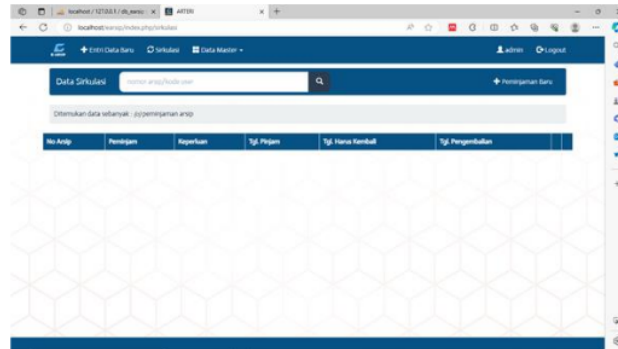 localhost / 127.0.0.1 / db_earsip
ARTERI
localhost/earsip/index.php/sirkulasi
Entri Data Baru
Sirkulasi
Data Master
admin
Logout
Data Sirkulasi
nomor arsip/kode user
Peminjaman Baru
Ditemukan data sebanyak : peminjaman arsip
No Arsip
Peminjam
Keperluan
Tgl. Pinjam
Tgl. Harus Kembali
Tgl. Pengembalian